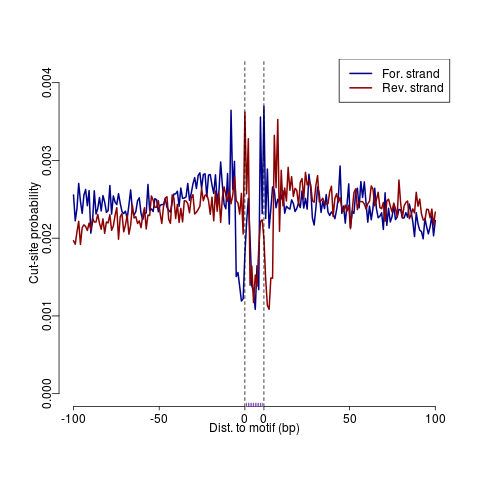 For. strand
Rev. strand
0.004
0.003
0.002
0.001
0.000
Cut-site probability
-100
-50
0
0
50
100
Dist. to motif (bp)